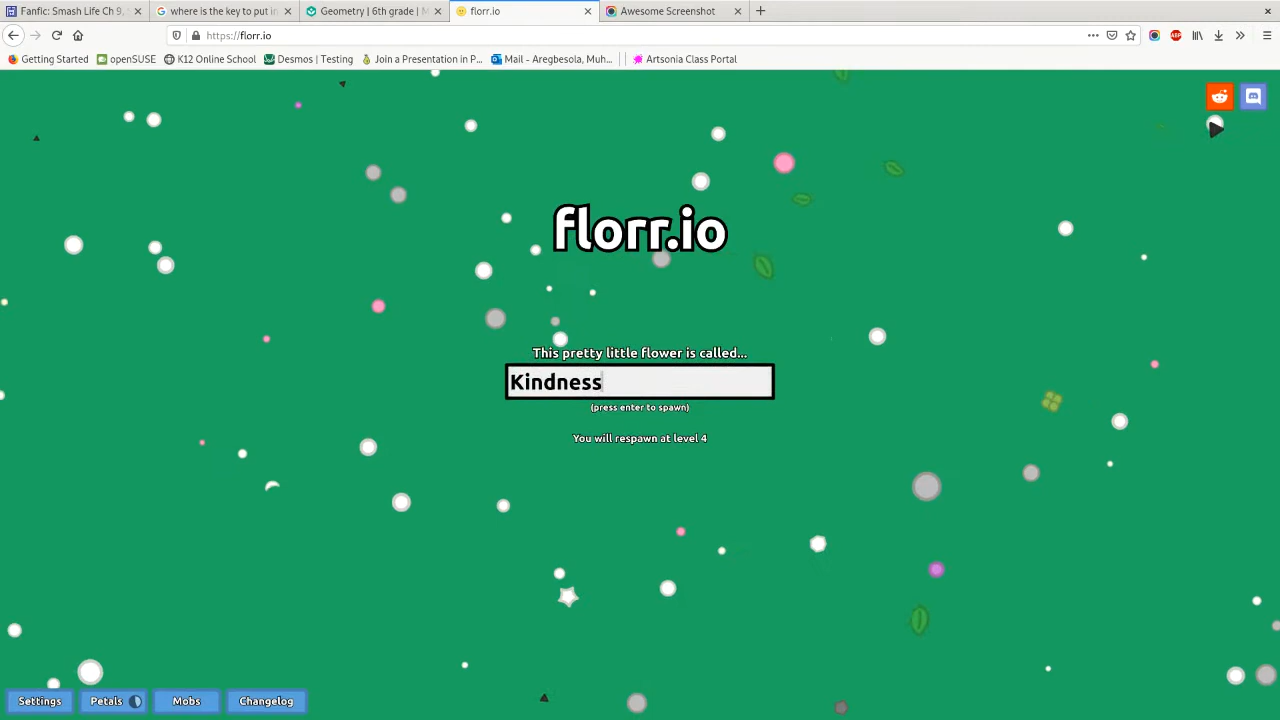 Fanfic: Smash Life Ch 9,
where is the key to put in
Geometry | 6th grade |
florr.io
Awesome Screenshot
https://florr.io
Getting Started
openSUSE
K12 Online School
Desmos | Testing
Join a Presentation in P...
Mail - Aregbesola, Muh...
Artsonia Class Portal
florr.io
This pretty little flower is called...
Kindness
(press enter to spawn)
You will respawn at level 4
Settings
Petals
Mobs
Changelog